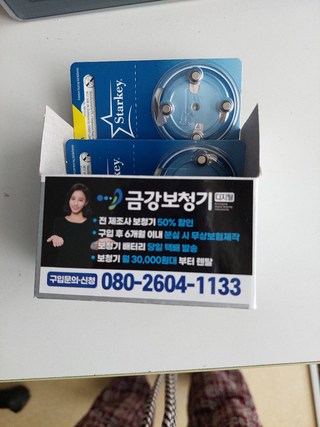 Starkey
Starkey
금강보청기 디지털
• 전 제조사 보청기 50% 할인
• 구입 후 6개월 이내 분실 시 무상보험제작
• 보청기 배터리 당일 택배 발송
• 보청기 월 30,000원대 부터 렌탈
구입문의·신청 080-2604-1133